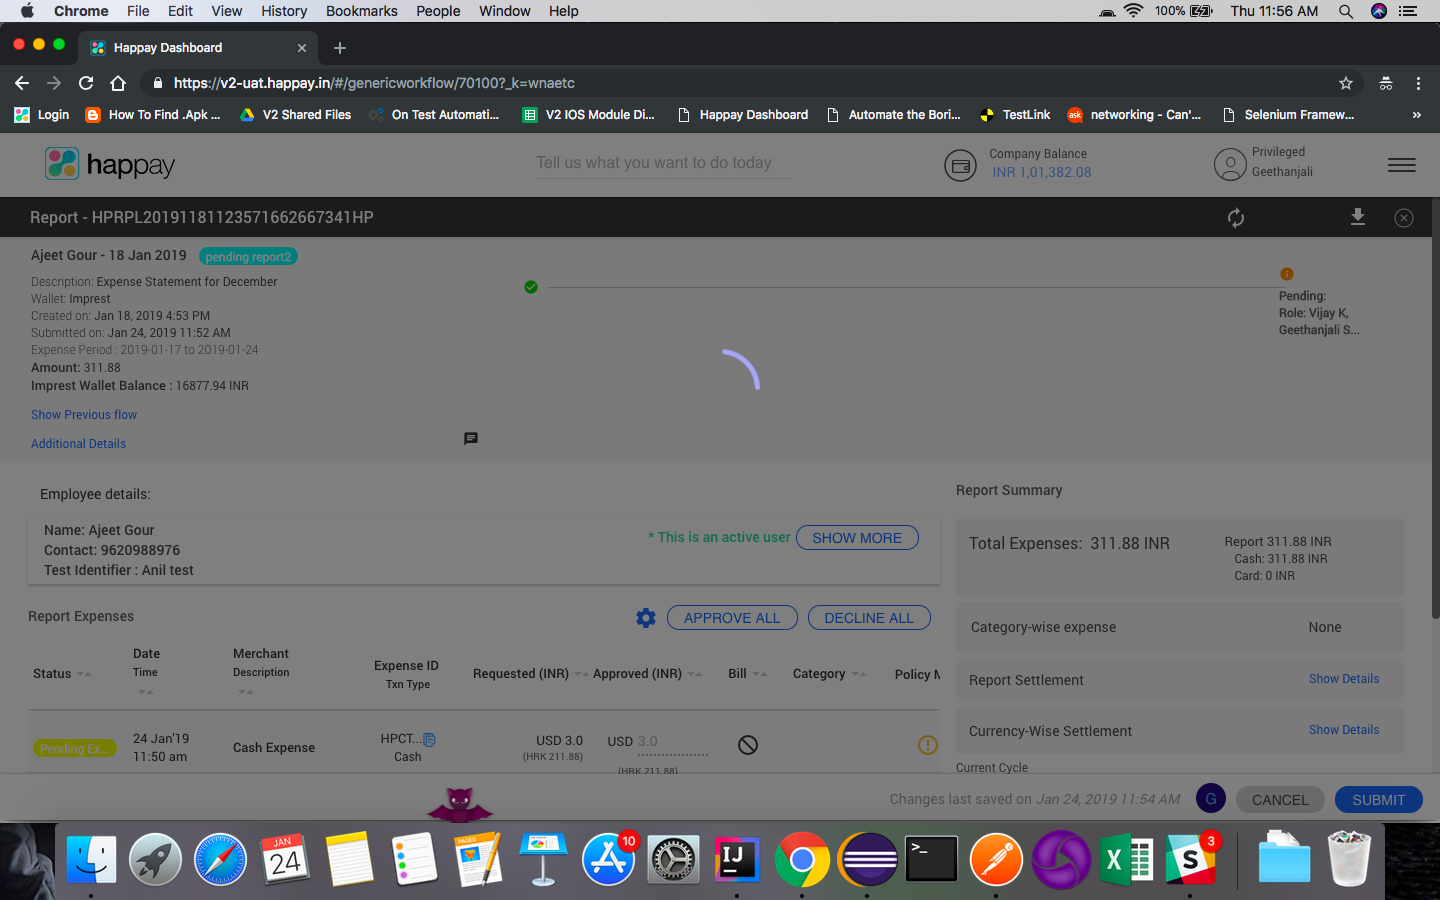 Chrome File Edit View History Bookmarks People Window Help 100% Thu 11:56 AM
Happay Dashboard
https://v2-uat.happay.in/#/genericworkflow/70100?_k=wnaetc
Login How To Find .Apk ... V2 Shared Files On Test Automati... V2 IOS Module Di... Happay Dashboard Automate the Bori... TestLink ask networking - Can'... Selenium Framew... »
happay
Tell us what you want to do today
Company Balance
INR 1,01,382.08
Privileged
Geethanjali
Report - HPRPL20191181123571662667341HP
Ajeet Gour - 18 Jan 2019 pending report2
Description: Expense Statement for December
Wallet: Imprest
Created on: Jan 18, 2019 4:53 PM
Submitted on: Jan 24, 2019 11:52 AM
Expense Period : 2019-01-17 to 2019-01-24
Amount: 311.88
Imprest Wallet Balance : 16877.94 INR
Show Previous flow
Additional Details
Pending:
Role: Vijay K,
Geethanjali S...
Employee details:
Name: Ajeet Gour
Contact: 9620988976
Test Identifier : Anil test
* This is an active user SHOW MORE
Report Expenses
APPROVE ALL DECLINE ALL
Status
Date
Time
Merchant
Description
Expense ID
Txn Type
Requested (INR) Approved (INR) Bill Category Policy M
Pending Ex...
24 Jan'19
11:50 am
Cash Expense
HPCT...
Cash
USD 3.0
(HRK 211.88)
USD 3.0
(HRK 211.88)
Report Summary
Total Expenses: 311.88 INR
Report 311.88 INR
Cash: 311.88 INR
Card: 0 INR
Category-wise expense None
Report Settlement Show Details
Currency-Wise Settlement Show Details
Current Cycle
Changes last saved on Jan 24, 2019 11:54 AM G CANCEL SUBMIT
JAN
24
10
IJ
>_
X
S
3